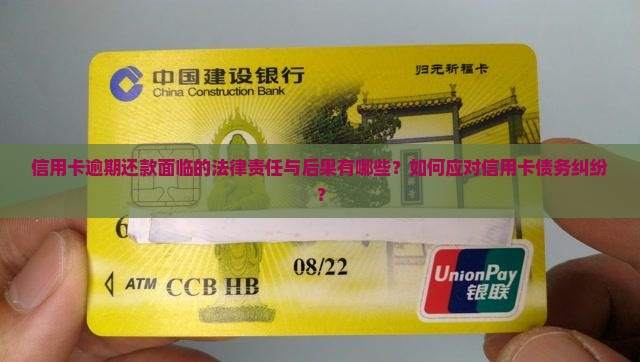 中国建设银行
China Construction Bank
归元祈福卡
信用卡逾期还款面临的法律责任与后果有哪些？如何应对信用卡债务纠纷
？
6
08/22
ATM CCB HB
UnionPay
银联